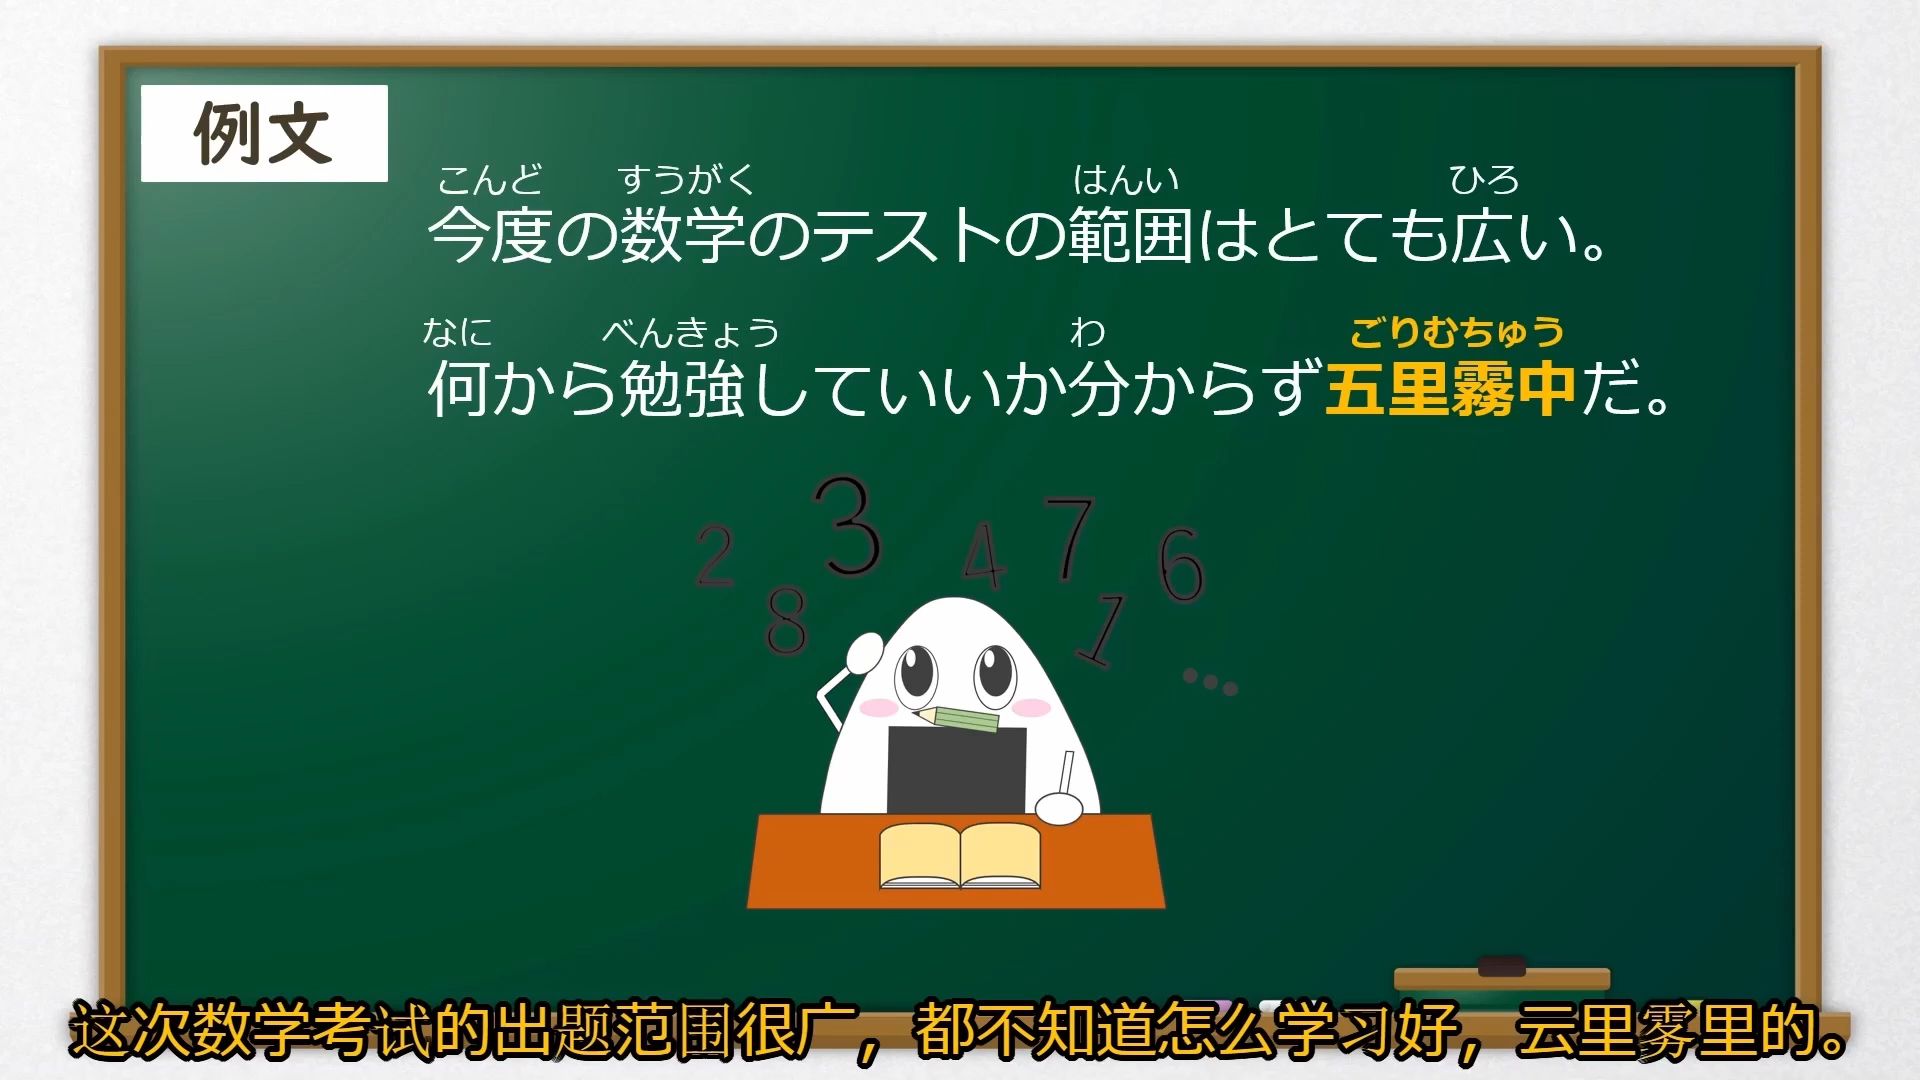 例文
こんど すうがく はんい ひろ
今度の数学のテストの範囲はとても広い。
なに べんきょう わ ごりむちゅう
何から勉強していいか分からず五里霧中だ。
2 3 4 7 6
8 1 ...
这次数学考试的出题范围很广，都不知道怎么学习好，云里雾里的。